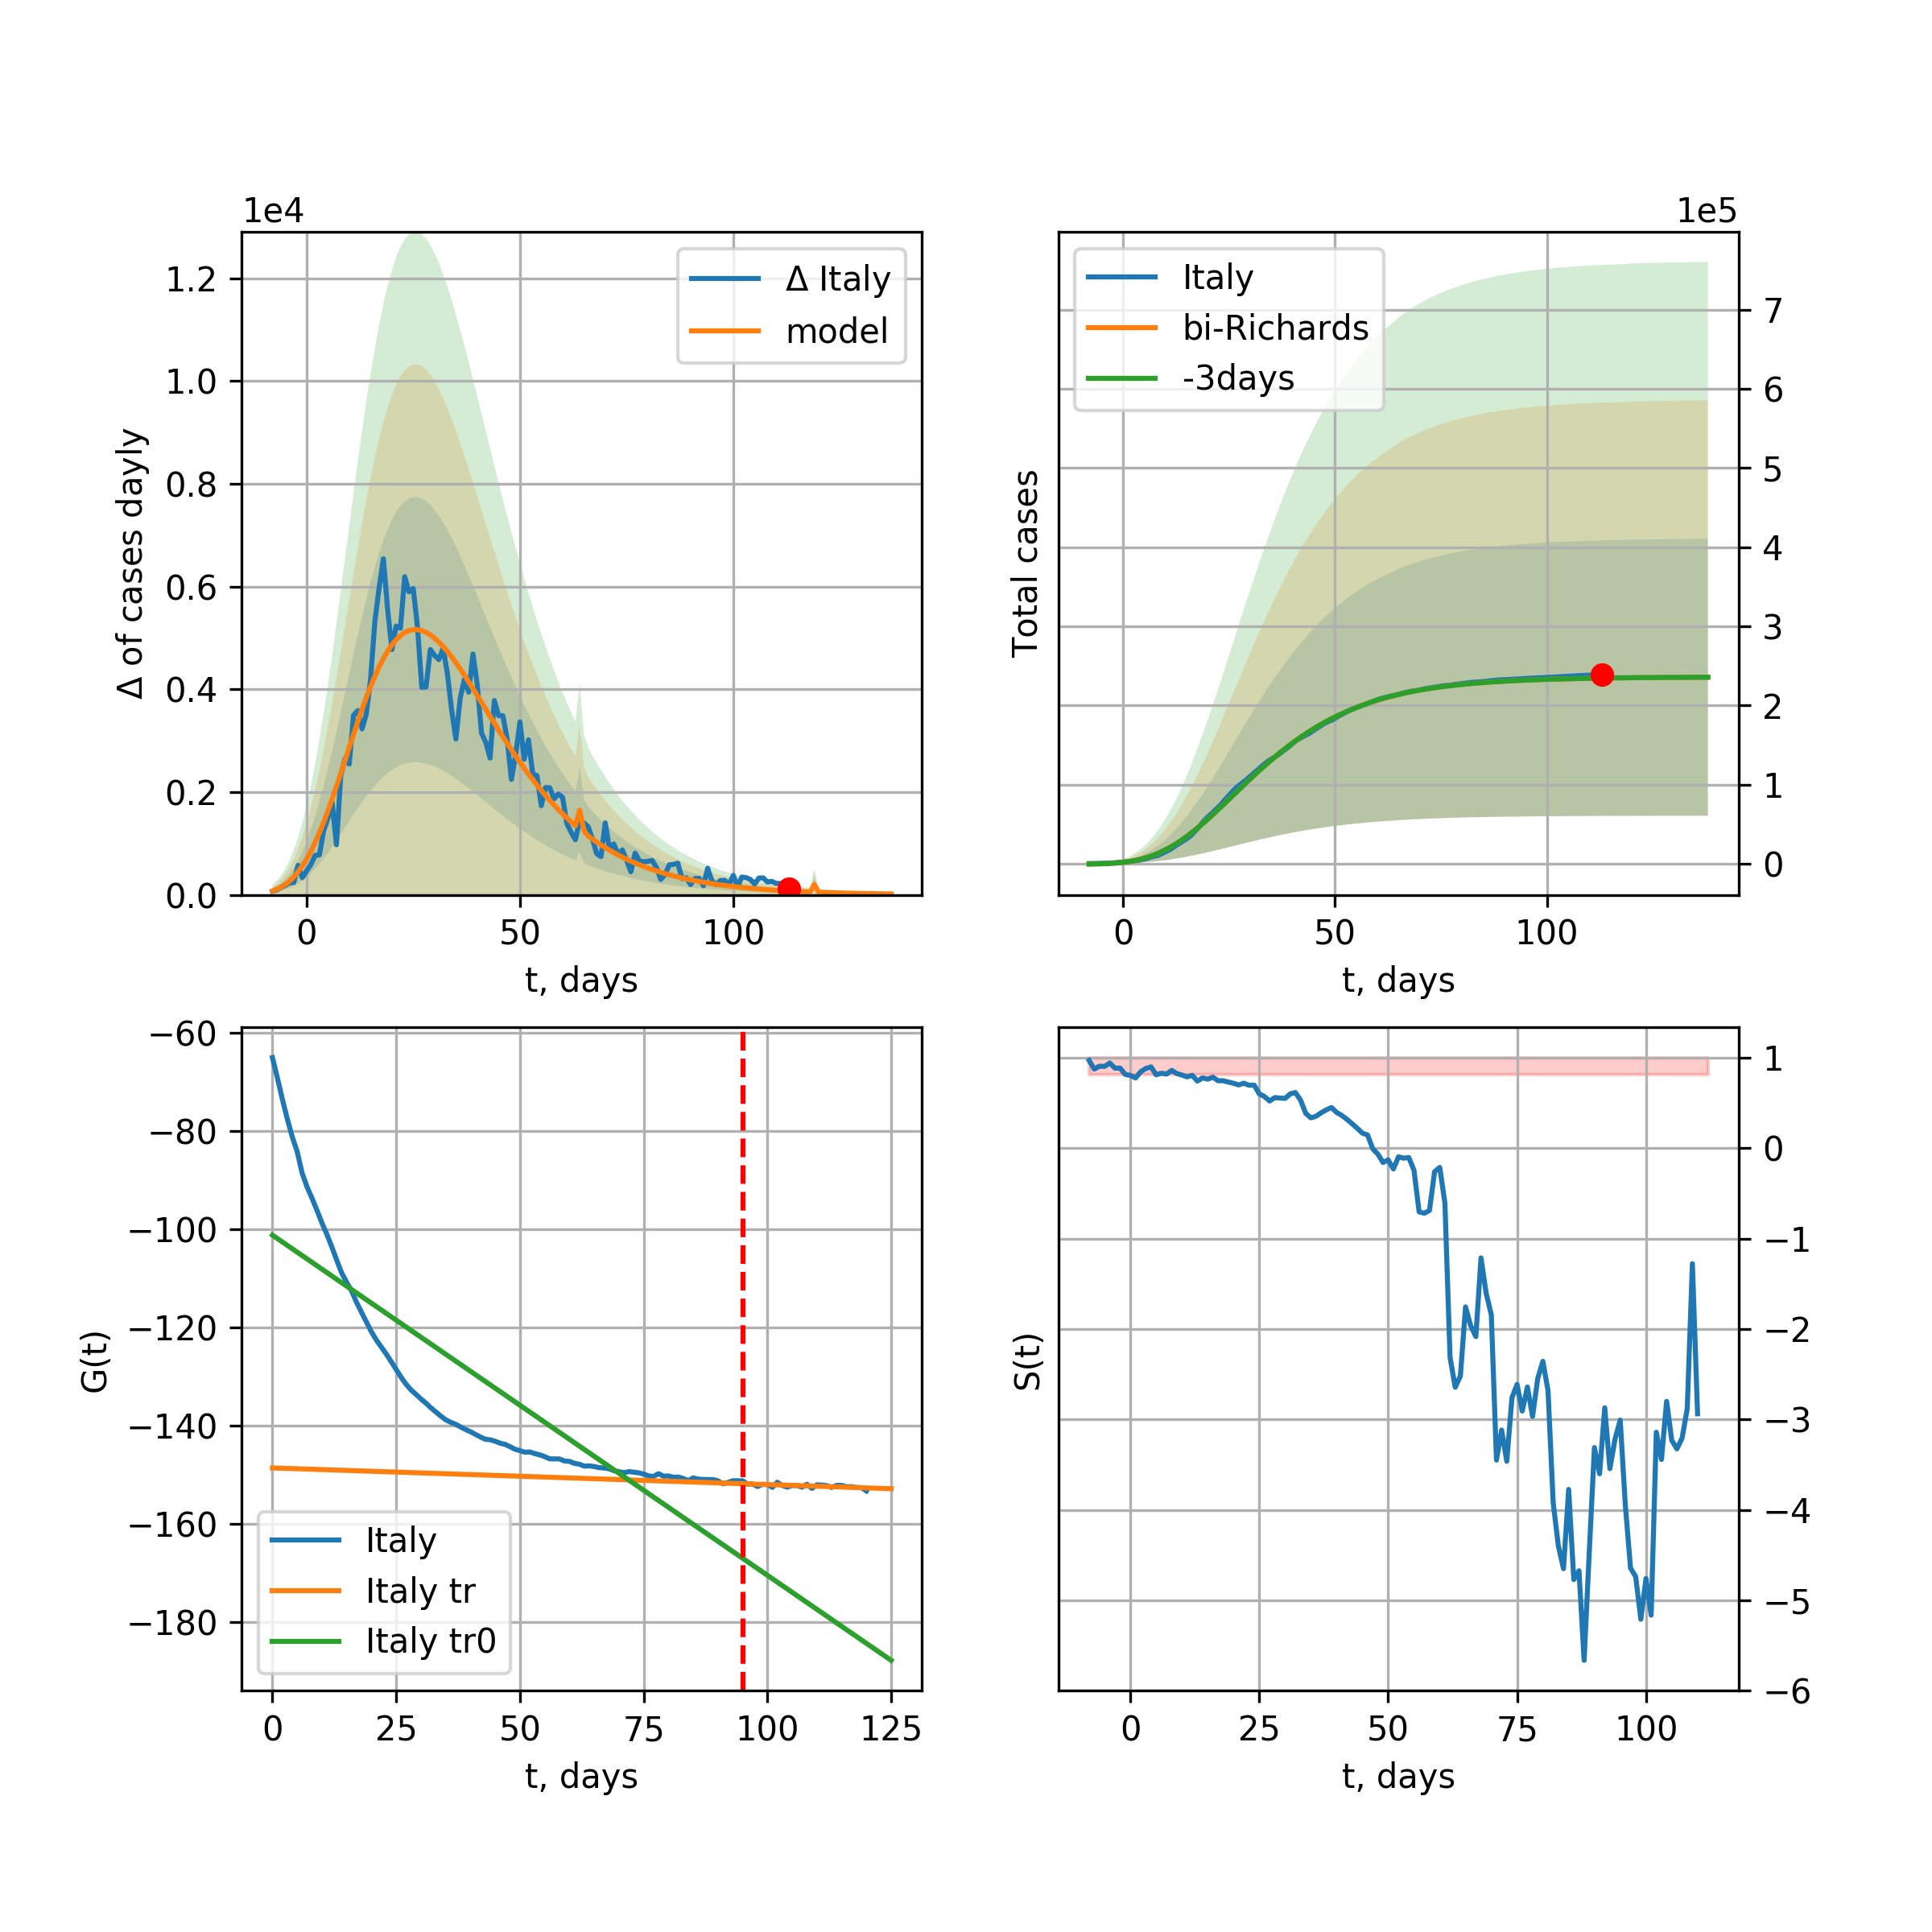 1e4
1.2
1.0
0.8
0.6
0.4
0.2
0.0
Δ of cases dayly
Δ Italy
model
0
50
100
t, days
1e5
Italy
bi-Richards
-3days
Total cases
7
6
5
4
3
2
1
0
0
50
100
t, days
−60
−80
−100
−120
−140
−160
−180
G(t)
Italy
Italy tr
Italy tr0
0
25
50
75
100
125
t, days
S(t)
1
0
−1
−2
−3
−4
−5
−6
0
25
50
75
100
t, days